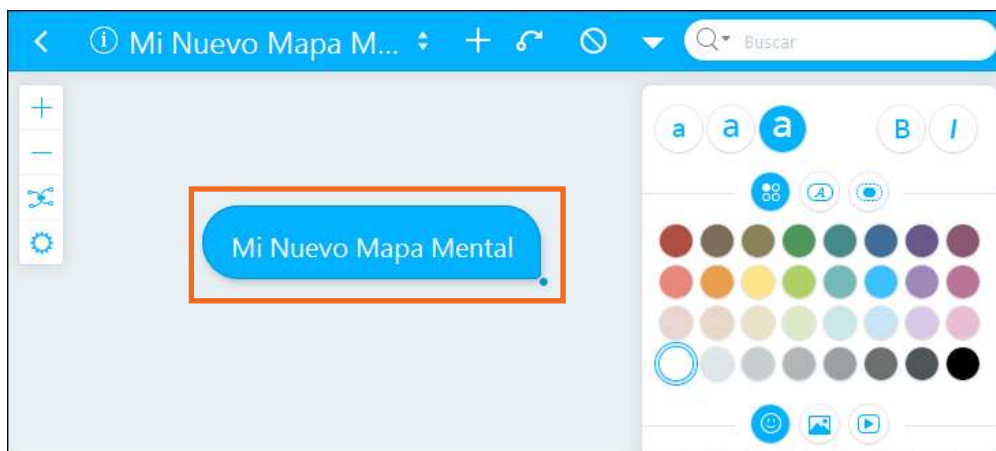 Mi Nuevo Mapa M...
Buscar
a a a B I
A
Mi Nuevo Mapa Mental